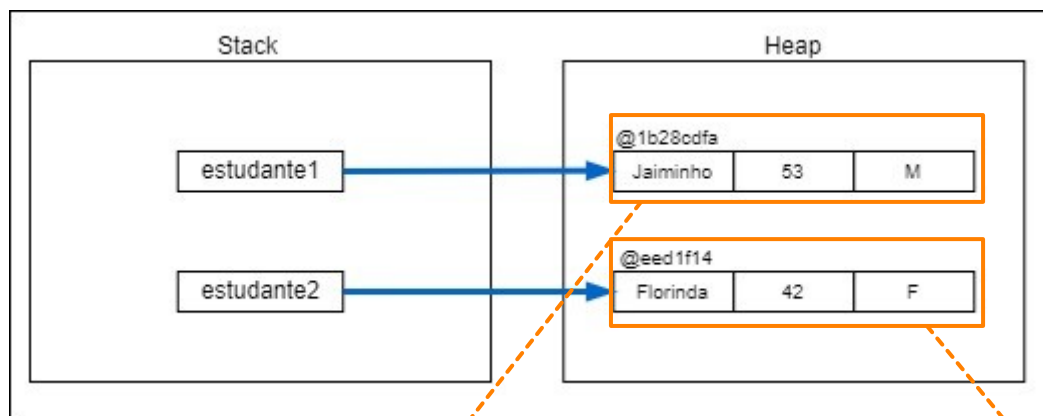 Stack
Heap
@1b28cdfa
estudante1
Jaiminho 53 M
@eed1f14
estudante2
Florinda 42 F